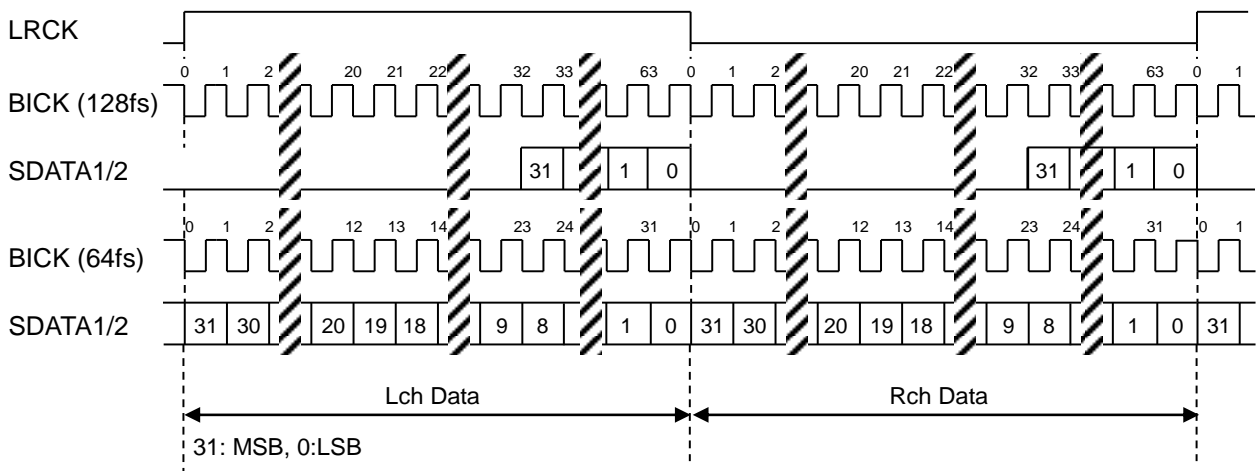 LRCK
0 1 2 20 21 22 32 33 63 0 1 2 20 21 22 32 33 63 0 1
BICK (128fs)
SDATA1/2 31 1 0 31 1 0
0 1 2 12 13 14 23 24 31 0 1 2 12 13 14 23 24 31 0 1
BICK (64fs)
SDATA1/2 31 30 20 19 18 9 8 1 0 31 30 20 19 18 9 8 1 0 31
Lch Data Rch Data
31: MSB, 0:LSB